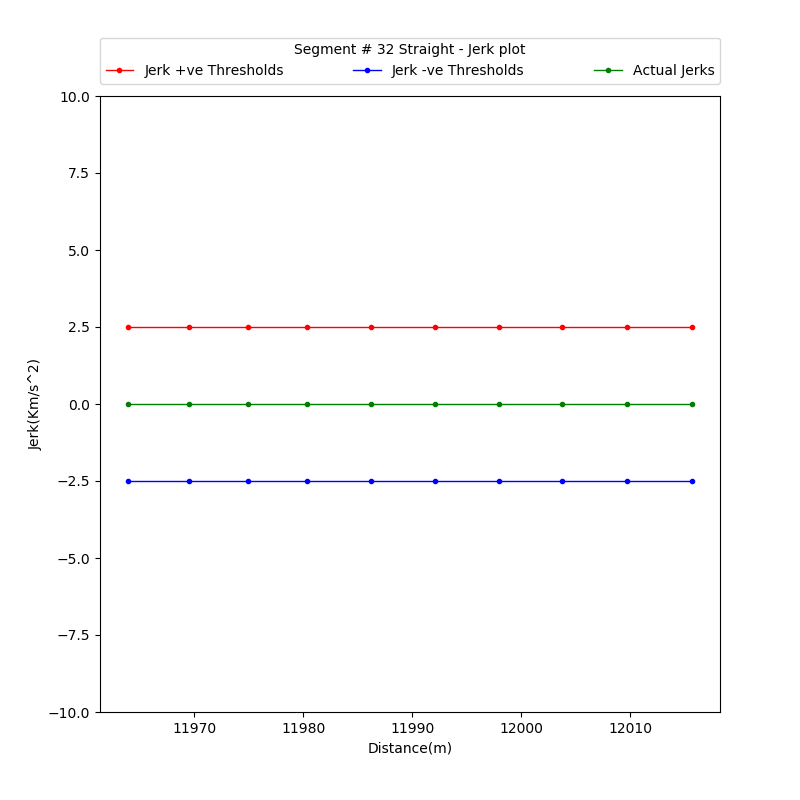 Segment # 32 Straight - Jerk plot
Jerk +ve Thresholds Jerk -ve Thresholds Actual Jerks
10.0
7.5
5.0
2.5
0.0
−2.5
−5.0
−7.5
−10.0
Jerk(Km/s^2)
11970 11980 11990 12000 12010
Distance(m)